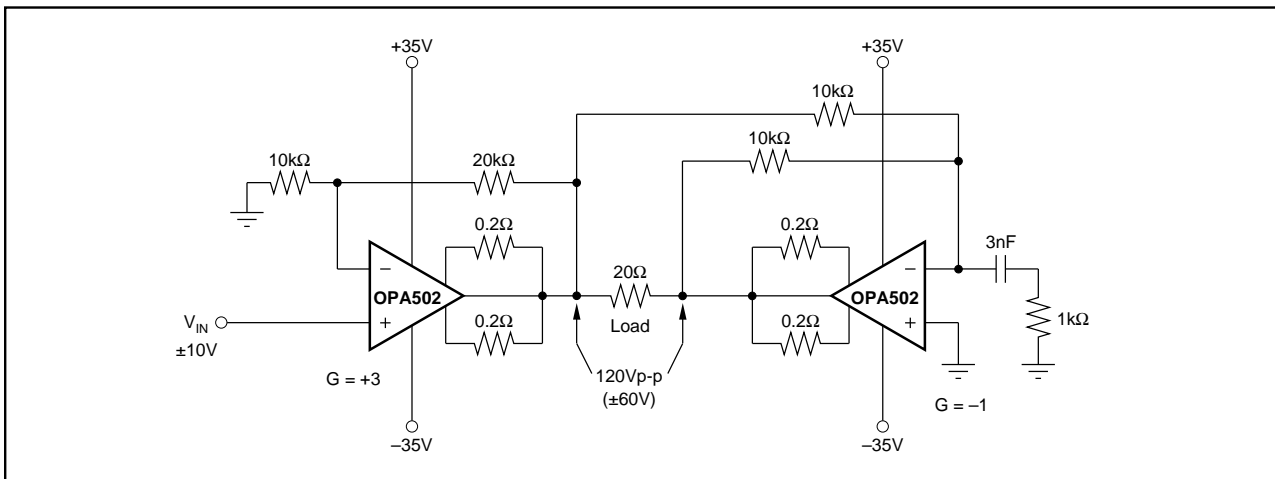 +35V
+35V
10kΩ
10kΩ
10kΩ
20kΩ
0.2Ω
0.2Ω
3nF
–
OPA502
+
20Ω
Load
–
OPA502
+
V_IN
±10V
0.2Ω
0.2Ω
1kΩ
G = +3
120Vp-p
(±60V)
G = –1
–35V
–35V